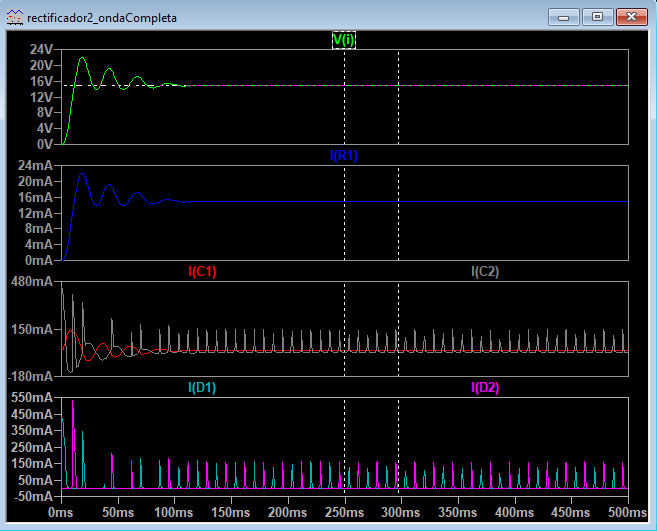 rectificador2_ondaCompleta
V(i)
24V
20V
16V
12V
8V
4V
0V
I(R1)
24mA
20mA
16mA
12mA
8mA
4mA
0mA
I(C1) I(C2)
480mA
150mA
-180mA
I(D1) I(D2)
550mA
450mA
350mA
250mA
150mA
50mA
-50mA
0ms 50ms 100ms 150ms 200ms 250ms 300ms 350ms 400ms 450ms 500ms